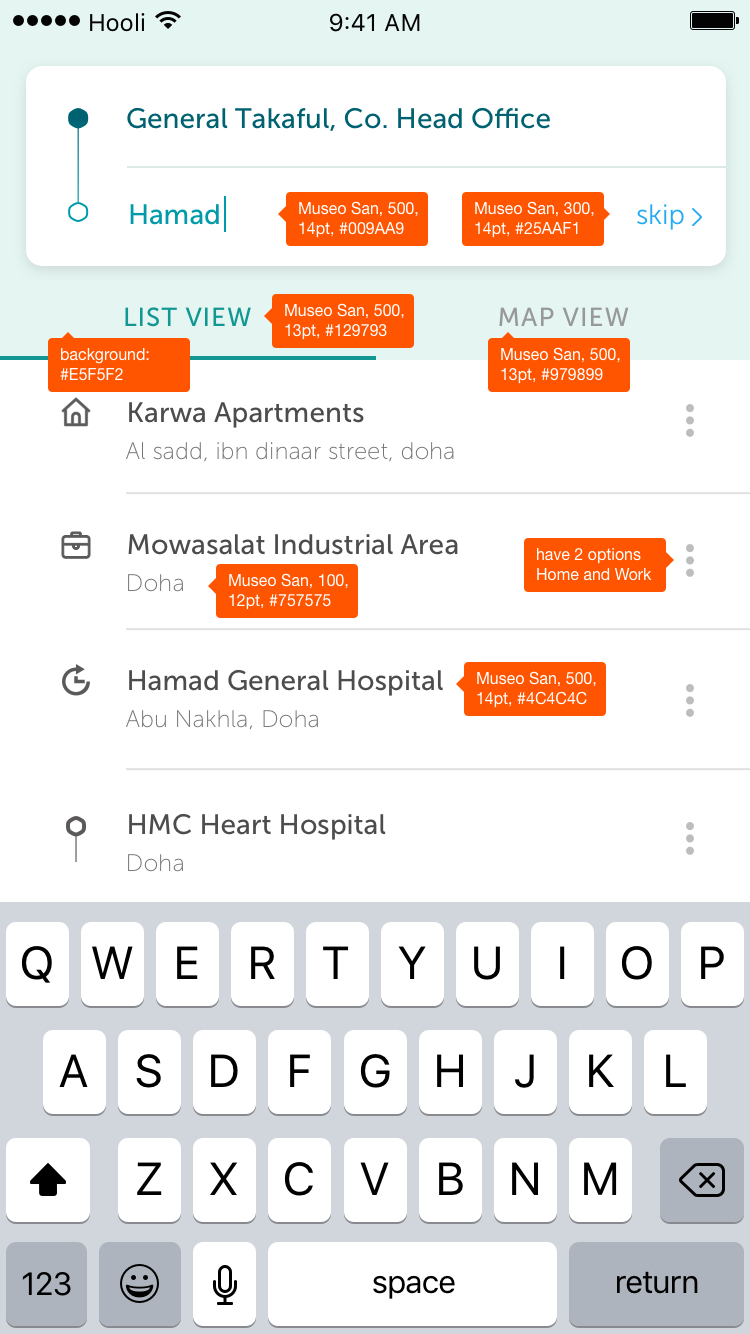 Hooli 9:41 AM
General Takaful, Co. Head Office
Hamad
Museo San, 500,
14pt, #009AA9
Museo San, 300,
14pt, #25AAF1
skip
LIST VIEW
Museo San, 500,
13pt, #129793
MAP VIEW
background:
#E5F5F2
Museo San, 500,
13pt, #979899
Karwa Apartments
Al sadd, ibn dinaar street, doha
Mowasalat Industrial Area
Doha
Museo San, 100,
12pt, #757575
have 2 options
Home and Work
Hamad General Hospital
Abu Nakhla, Doha
Museo San, 500,
14pt, #4C4C4C
HMC Heart Hospital
Doha
Q W E R T Y U I O P
A S D F G H J K L
Z X C V B N M
123 space return